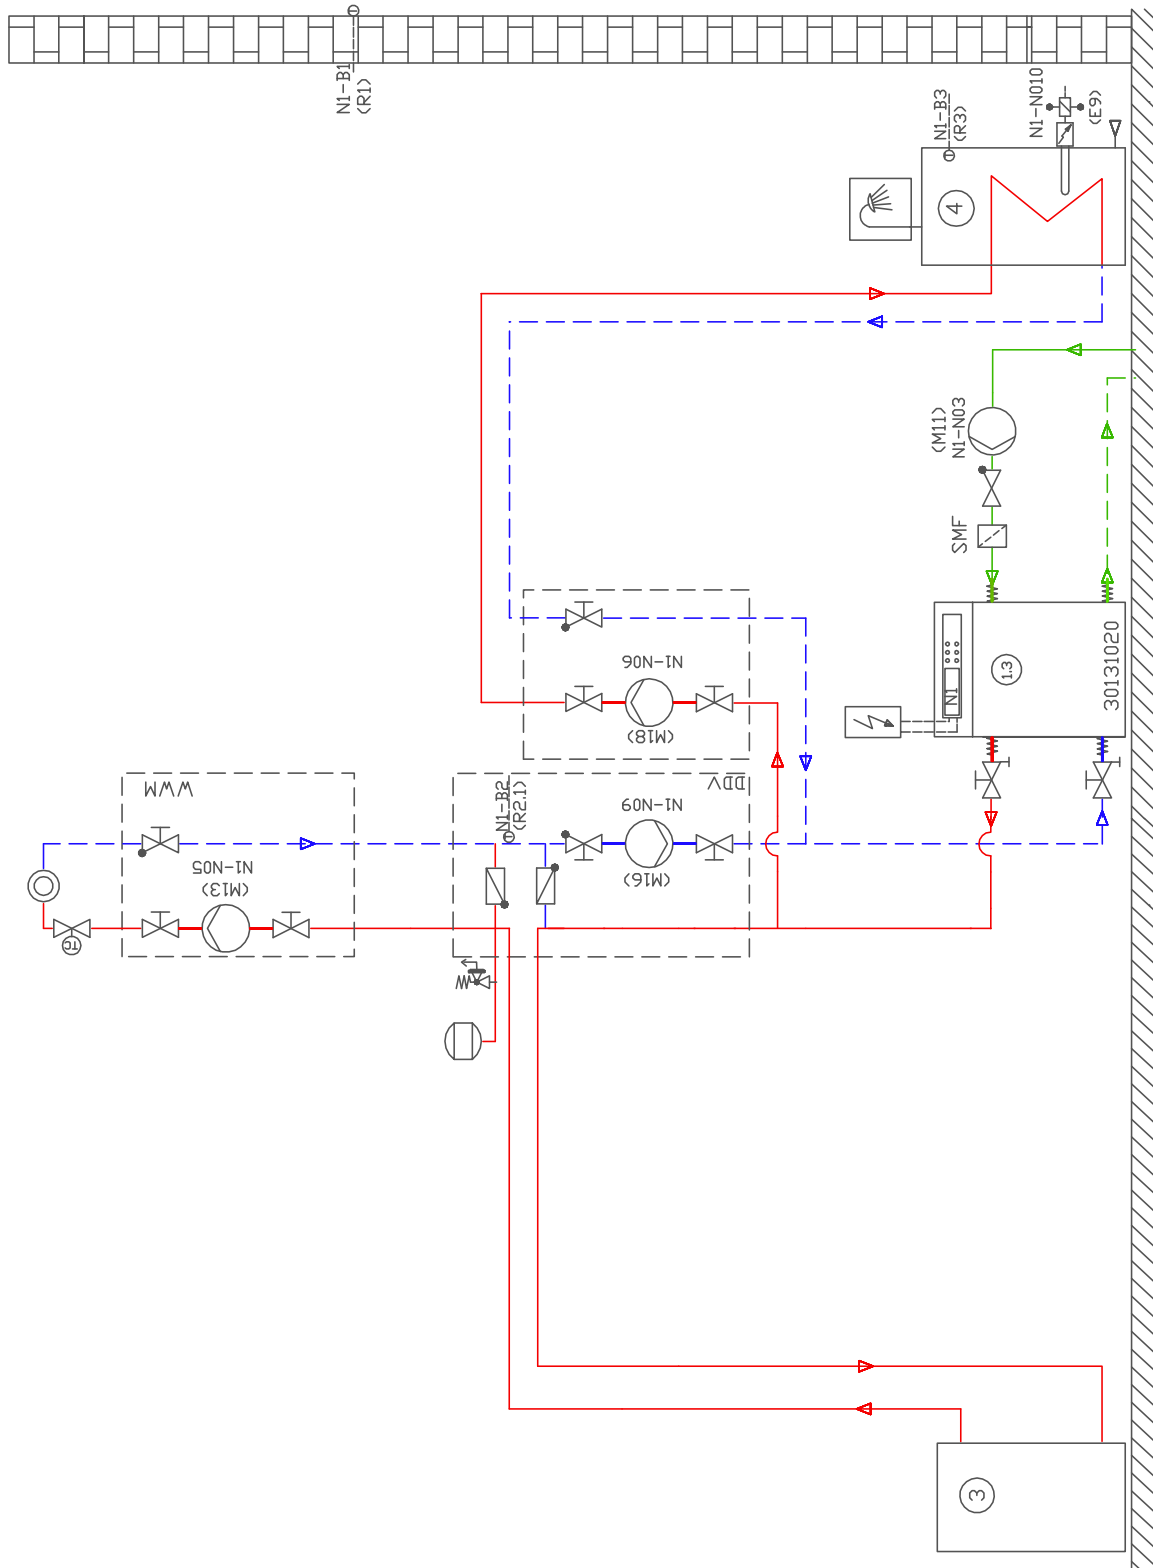 N1-B1
(R1)
N1-B3
(R3)
N1-N010
(E9)
4
(M11)
N1-N03
SMF
N1
1.3
30131020
N1-N06
(M18)
WWM
N1-N05
(M13)
TC
N1-B2
(R2.1)
DDV
N1-N09
(M16)
3